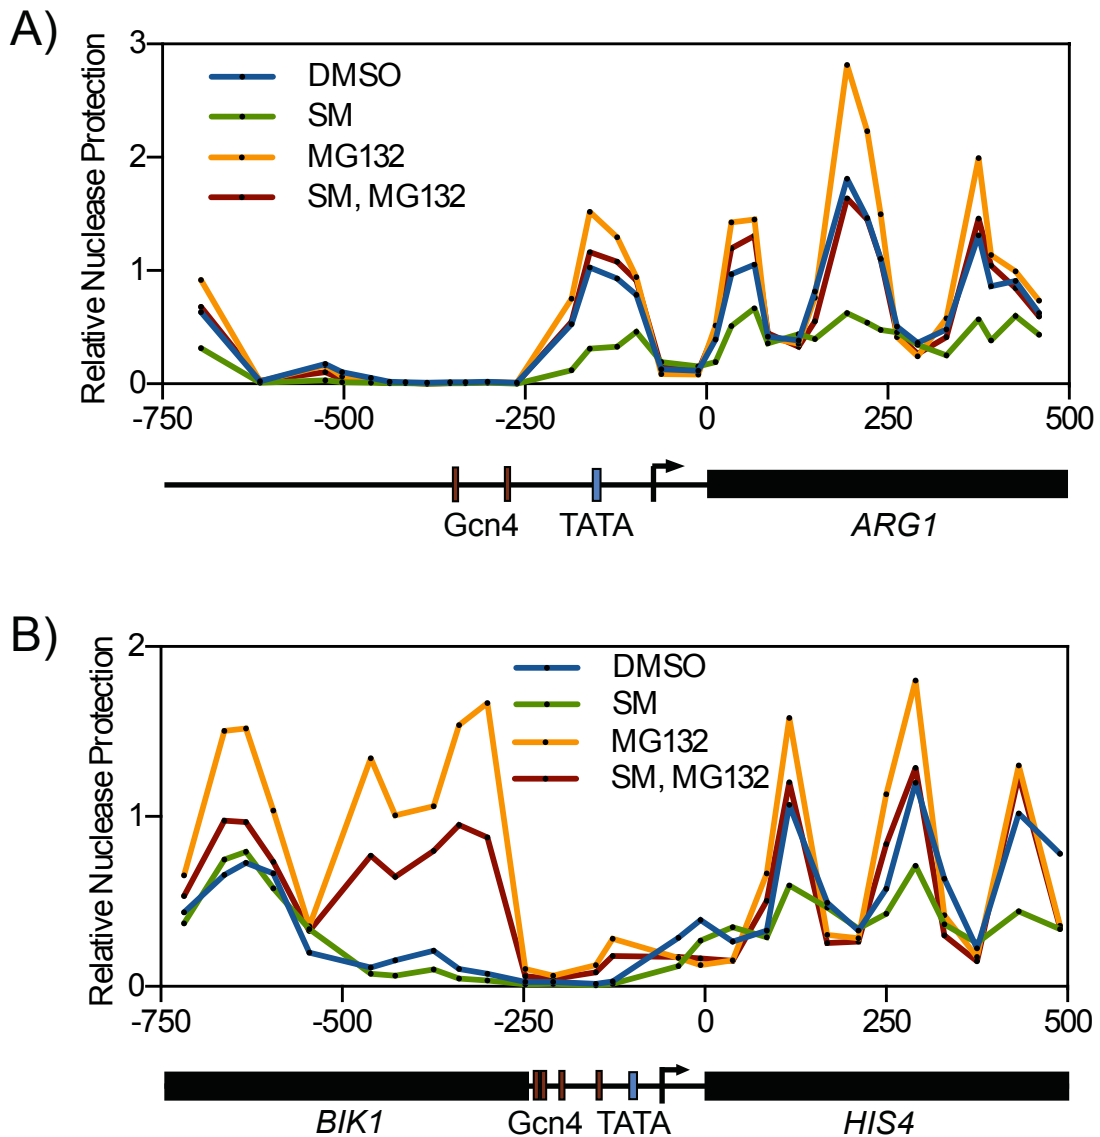 A)
Relative Nuclease Protection
3
2
1
0
DMSO
SM
MG132
SM, MG132
-750 -500 -250 0 250 500
Gcn4 TATA ARG1
B)
Relative Nuclease Protection
2
1
0
DMSO
SM
MG132
SM, MG132
-750 -500 -250 0 250 500
BIK1 Gcn4 TATA HIS4